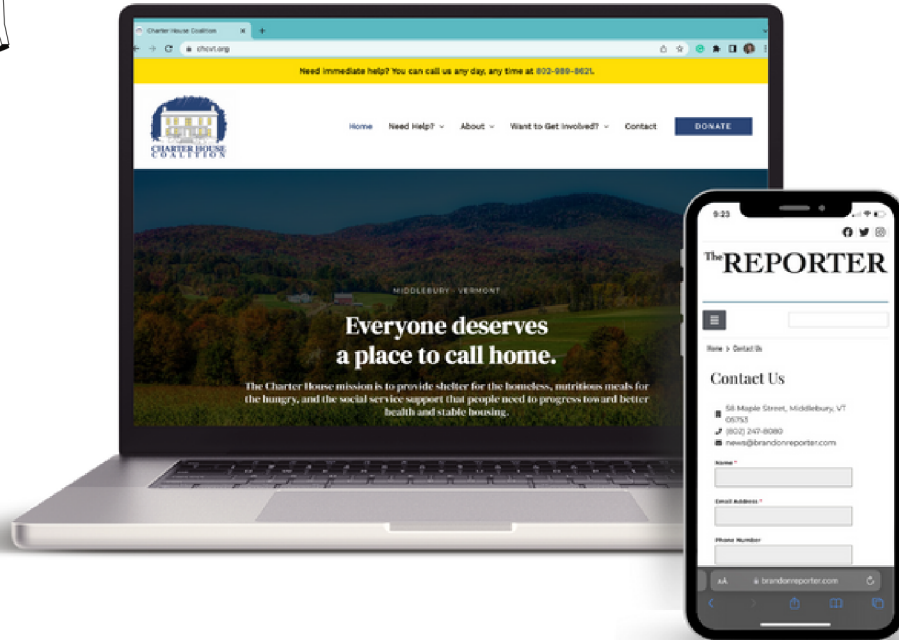 Charter House Coalition
chcvt.org
Need immediate help? You can call us any day, any time at 802-989-8621.
CHARTER HOUSE
COALITION
Home Need Help? About Want to Get Involved? Contact DONATE
MIDDLEBURY - VERMONT
Everyone deserves
a place to call home.
The Charter House mission is to provide shelter for the homeless, nutritious meals for
the hungry, and the social service support that people need to progress toward better
health and stable housing.
9:23
The REPORTER
Home > Contact Us
Contact Us
58 Maple Street, Middlebury, VT
05753
(802) 247-8080
news@brandonreporter.com
Name *
Email Address *
Phone Number
AA brandonreporter.com